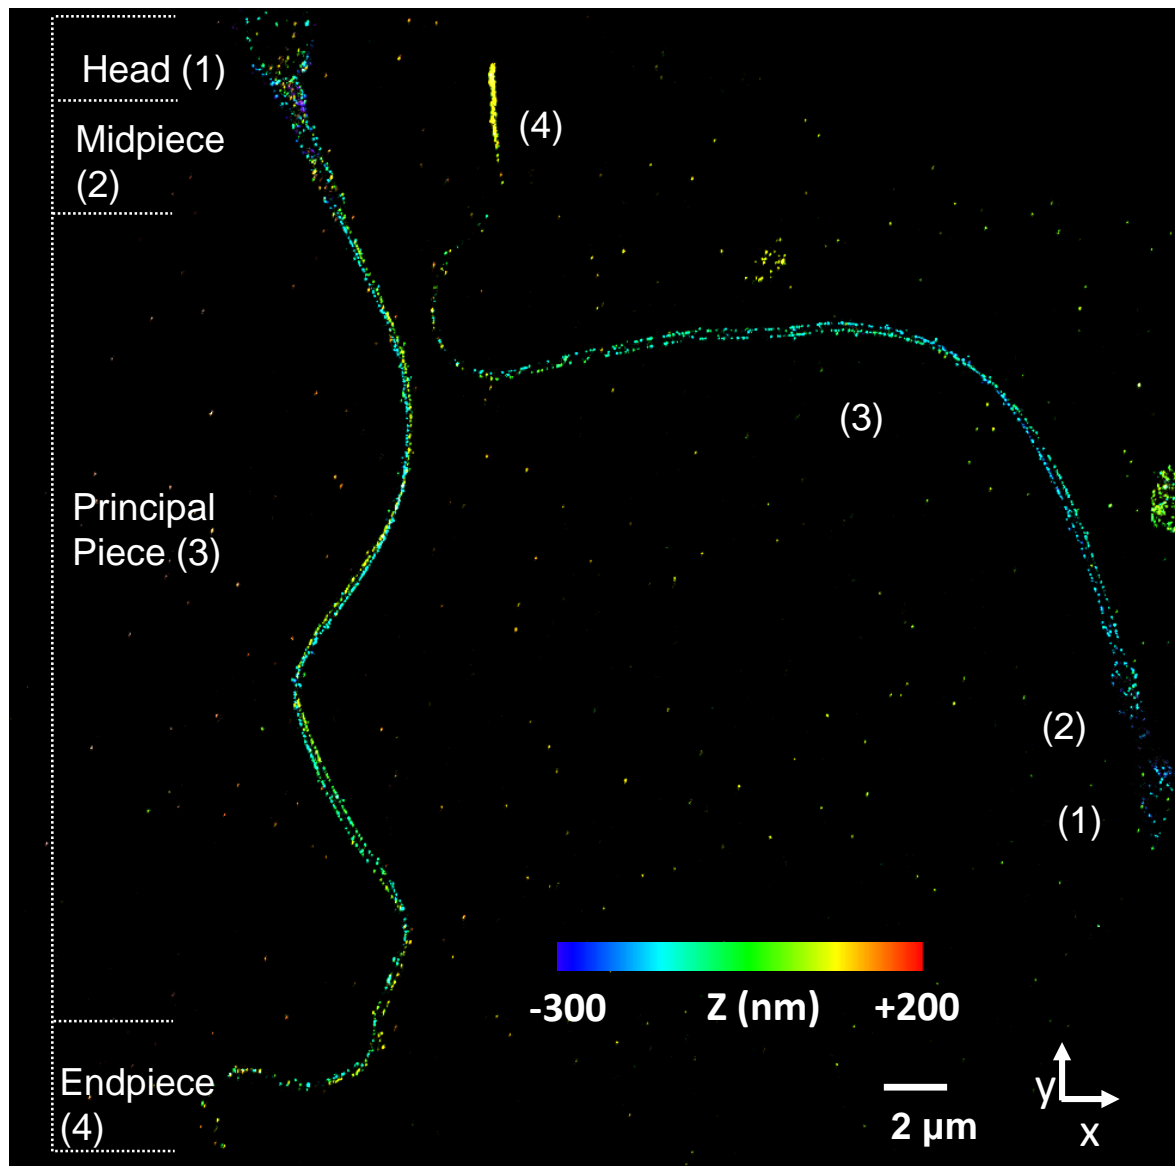 Head (1)
Midpiece
(2)
(4)
(3)
Principal
Piece (3)
(2)
(1)
-300 Z (nm) +200
Endpiece
(4)
2 µm
y
x